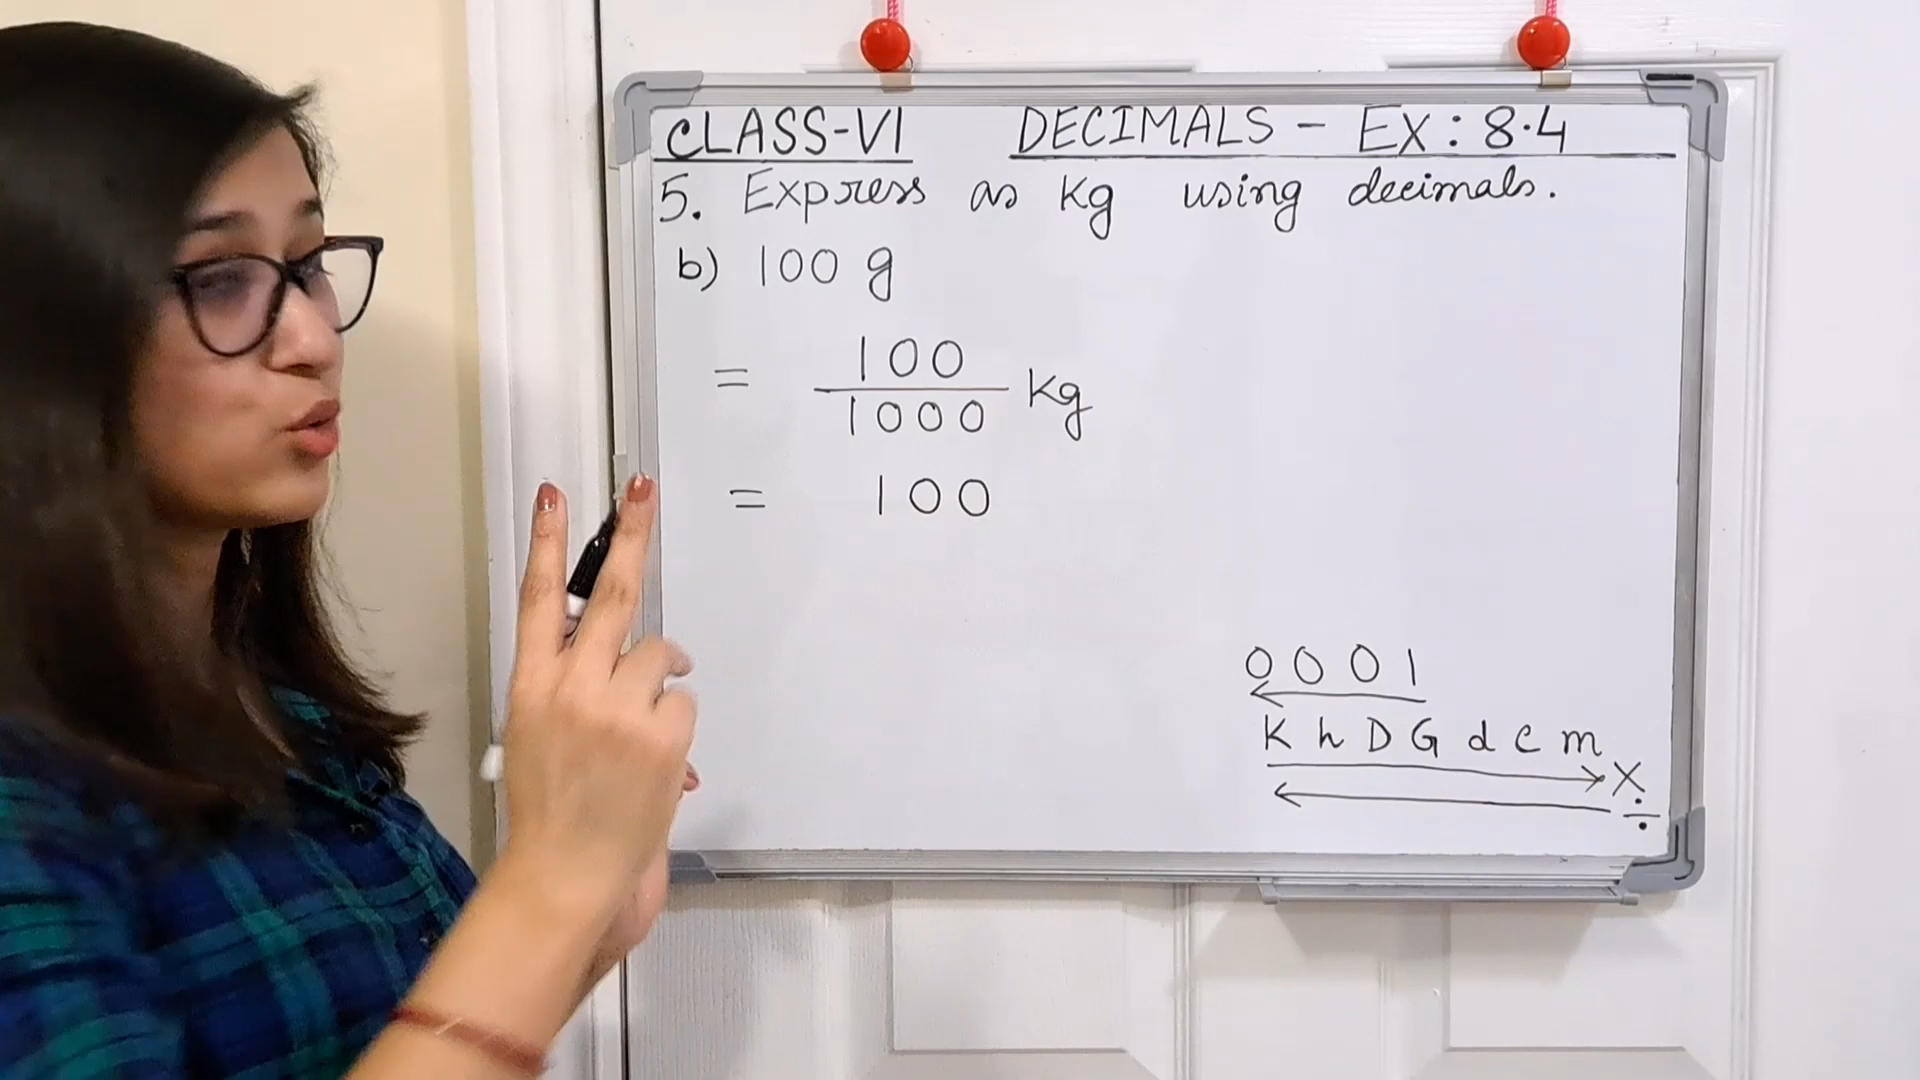 CLASS-VI DECIMALS - EX: 8.4
5. Express as Kg using decimals.
b) 100 g
= 100/1000 Kg
= 100
0 0 0 1
K h D G d c m
×
÷